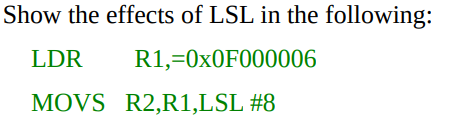 Show the effects of LSL in the following:
LDR R1,=0x0F000006
MOVS R2,R1,LSL #8